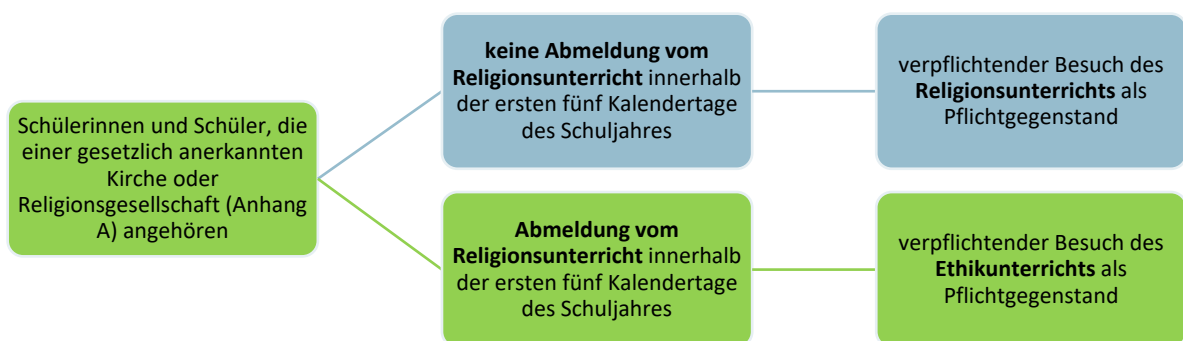 Schülerinnen und Schüler, die
einer gesetzlich anerkannten
Kirche oder
Religionsgesellschaft (Anhang
A) angehören
keine Abmeldung vom
Religionsunterricht innerhalb
der ersten fünf Kalendertage
des Schuljahres
verpflichtender Besuch des
Religionsunterrichts als
Pflichtgegenstand
Abmeldung vom
Religionsunterricht innerhalb
der ersten fünf Kalendertage
des Schuljahres
verpflichtender Besuch des
Ethikunterrichts als
Pflichtgegenstand